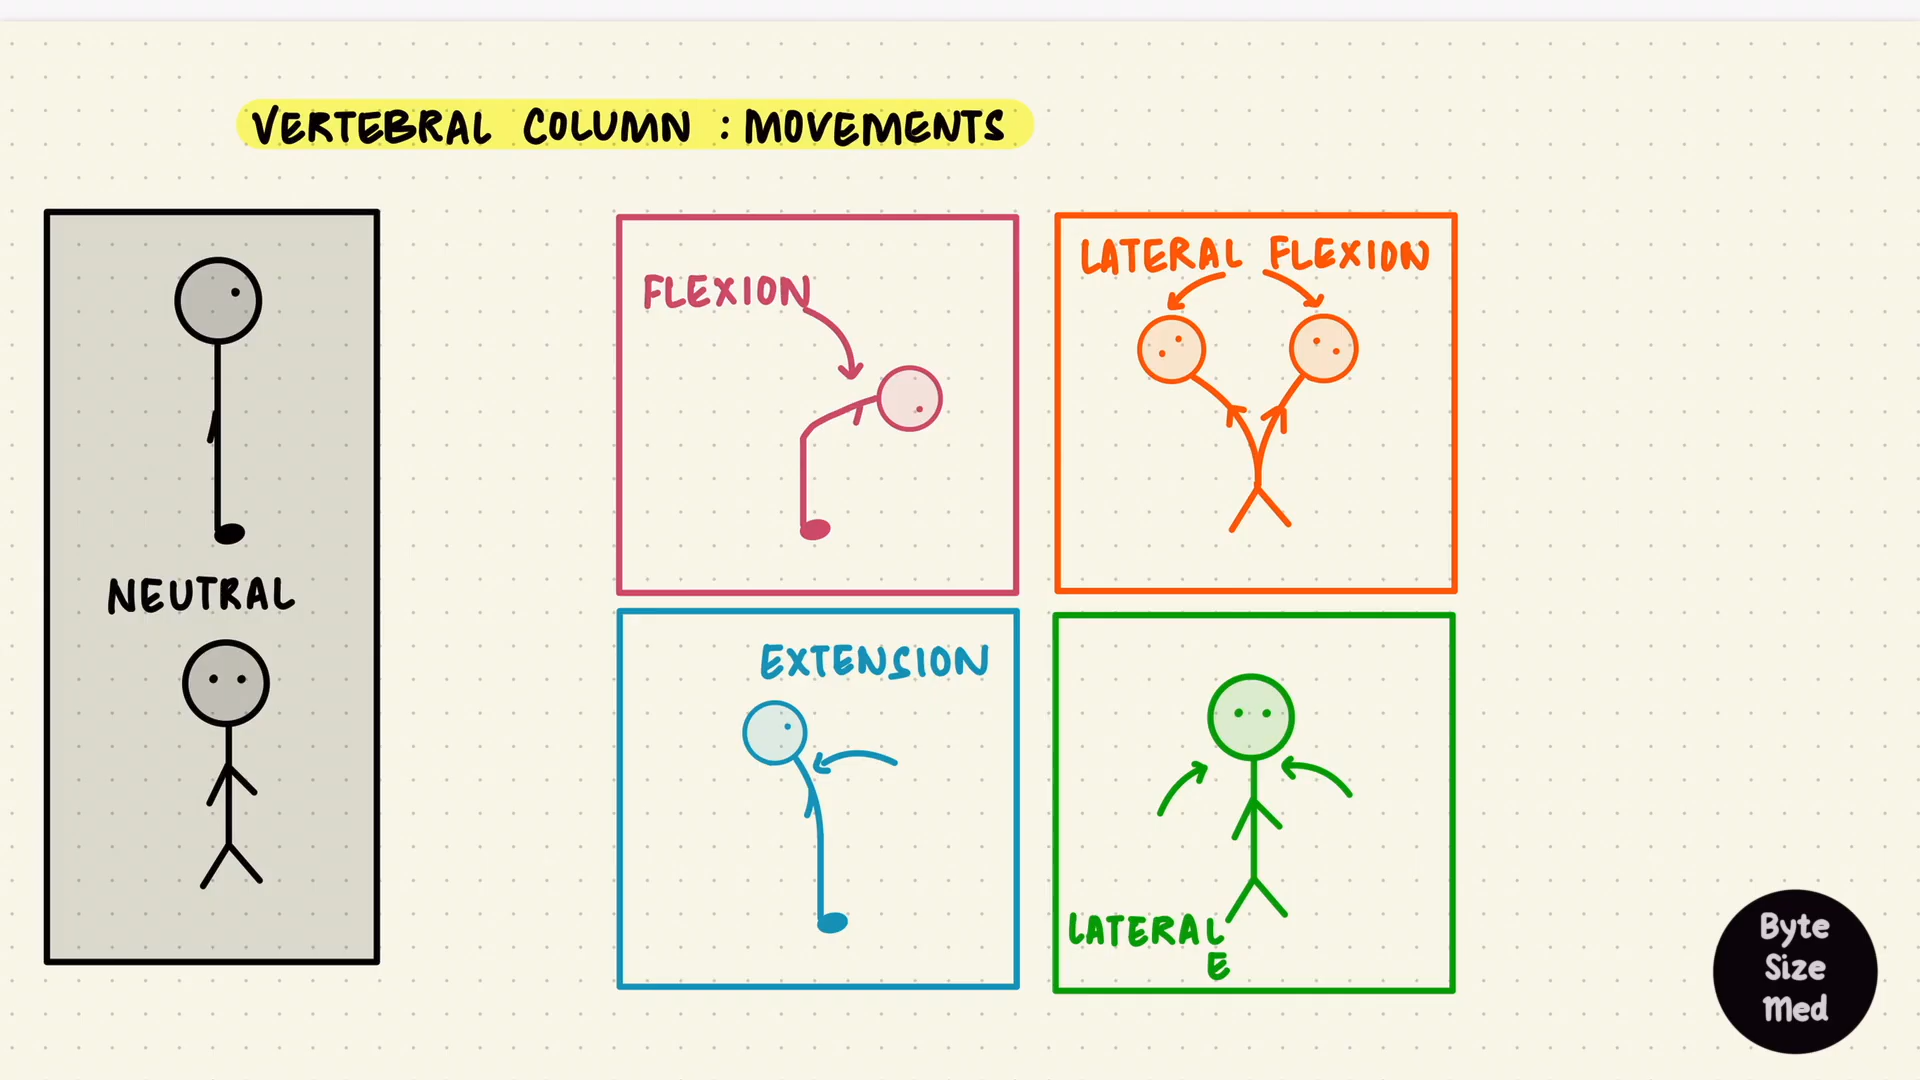 VERTEBRAL COLUMN : MOVEMENTS
NEUTRAL
FLEXION
LATERAL FLEXION
EXTENSION
LATERAL
E
Byte
Size
Med